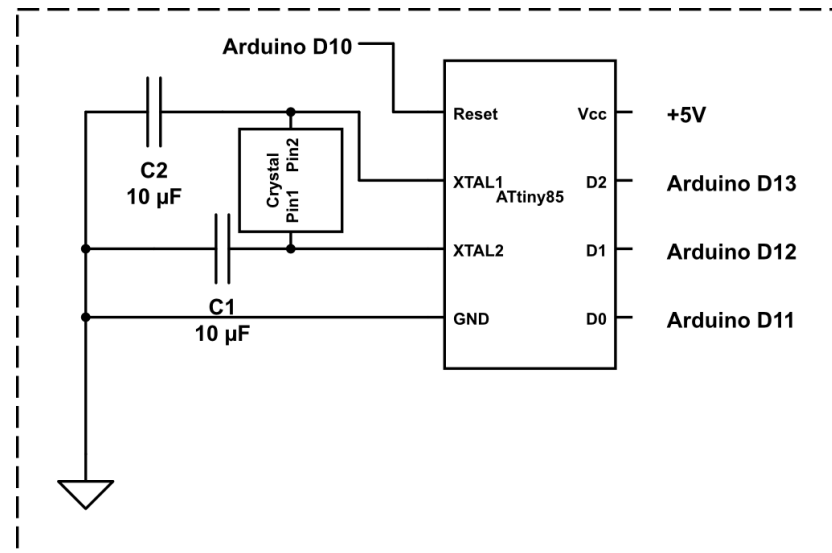 Arduino D10
C2
10 µF
Crystal
Pin2
Pin1
C1
10 µF
Reset
XTAL1
XTAL2
GND
ATtiny85
Vcc
D2
D1
D0
+5V
Arduino D13
Arduino D12
Arduino D11